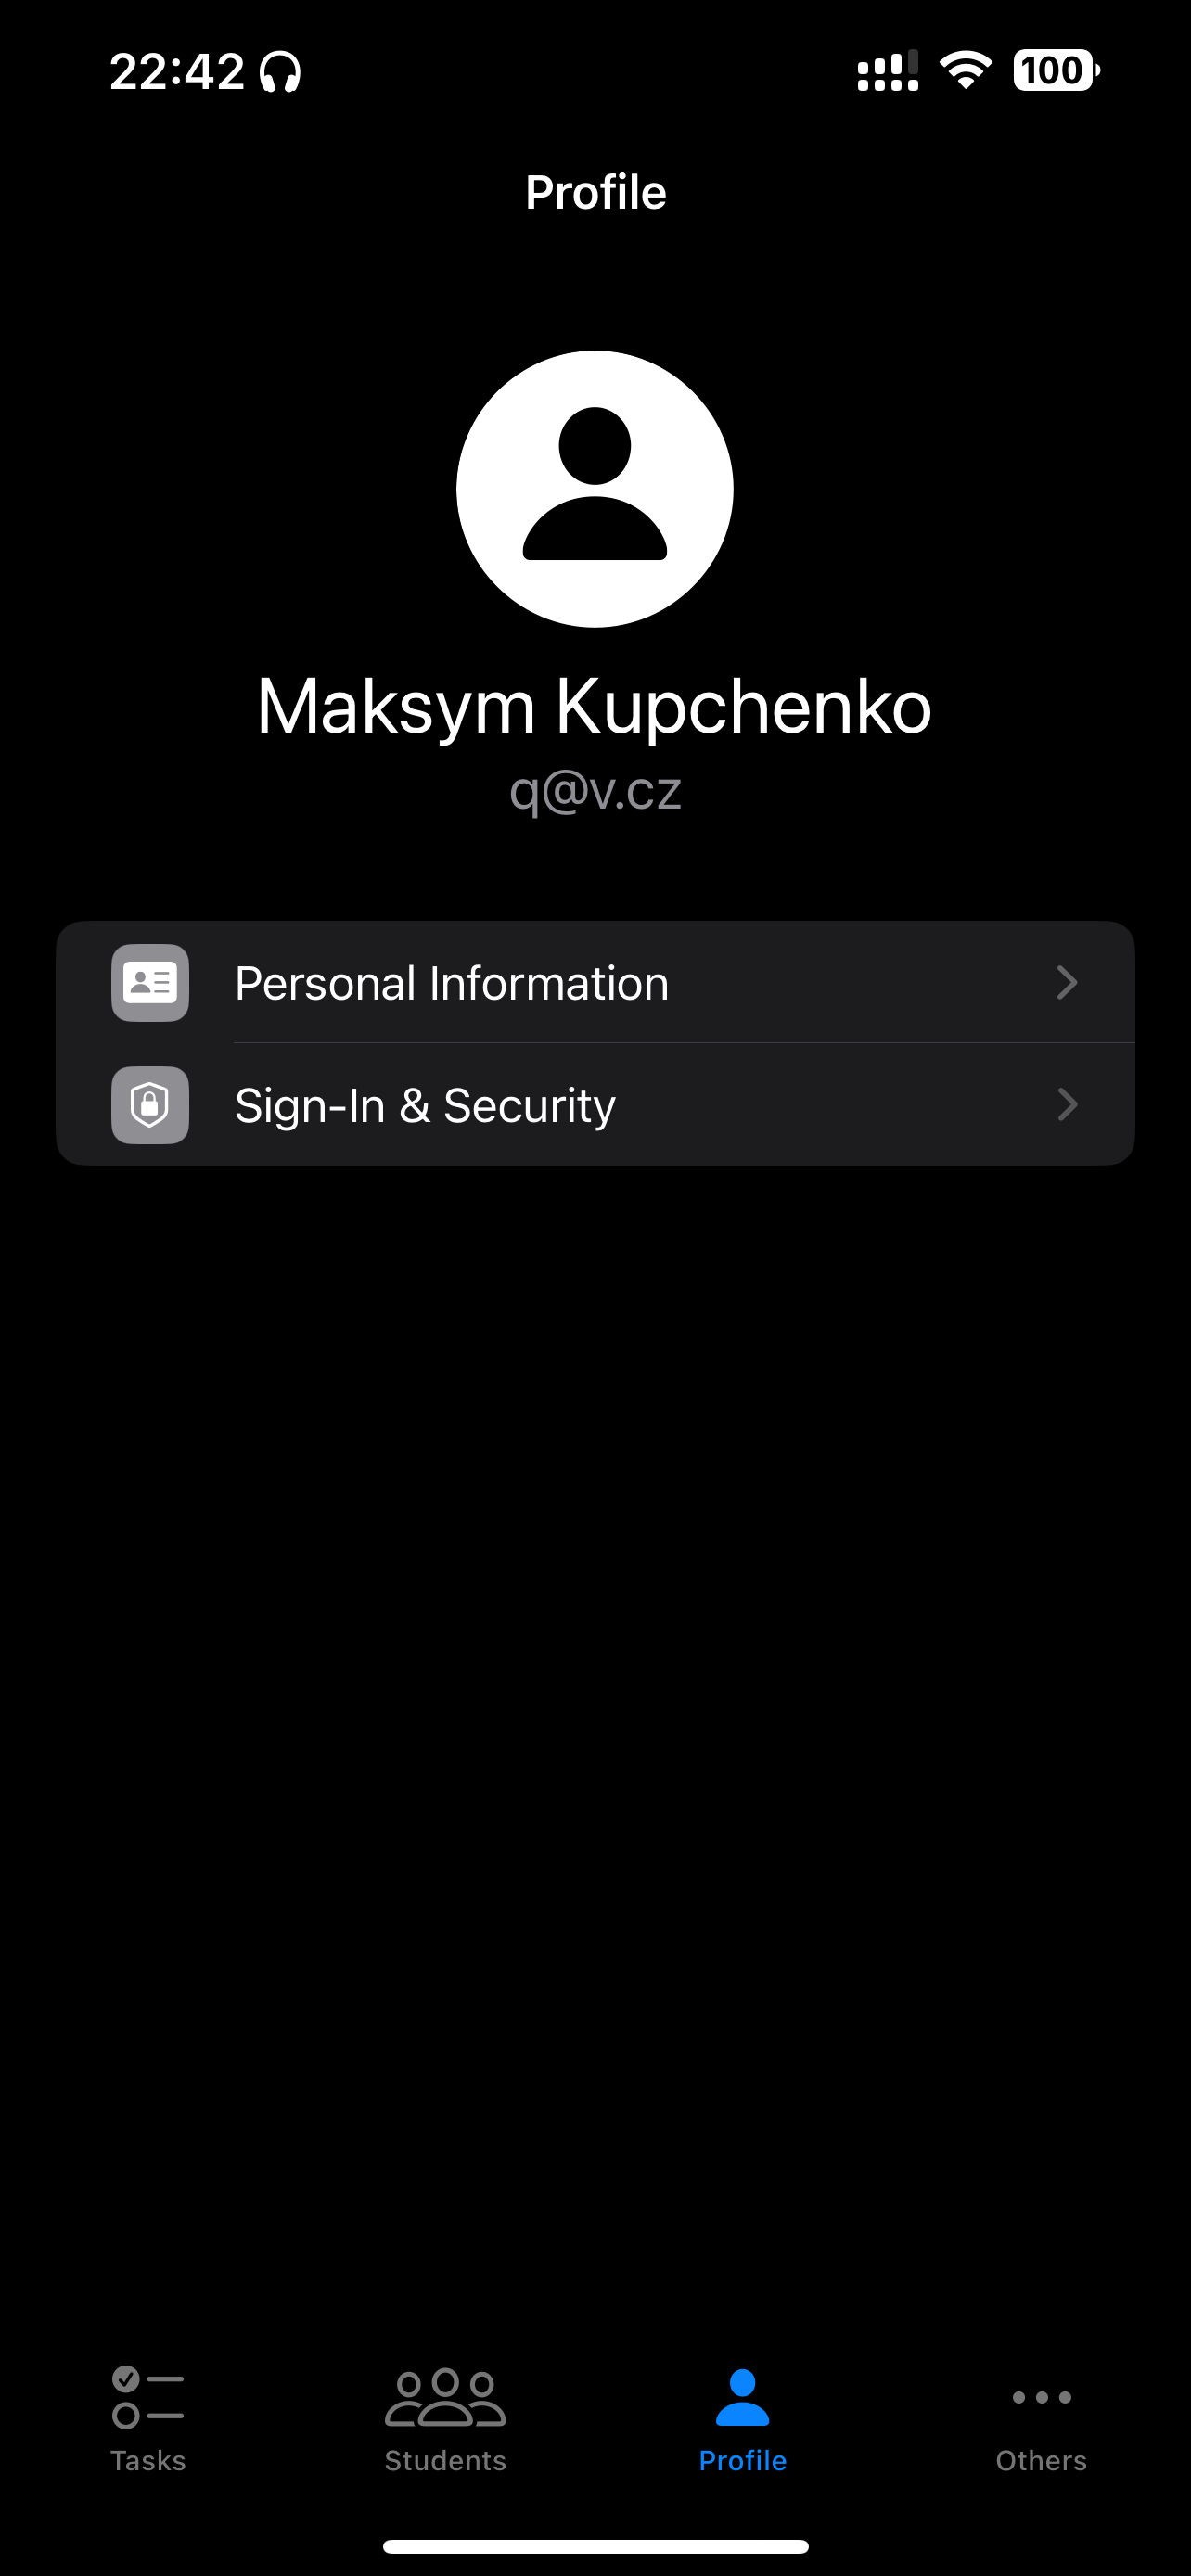 22:42
100
Profile
Maksym Kupchenko
q@v.cz
Personal Information
Sign-In & Security
Tasks
Students
Profile
Others